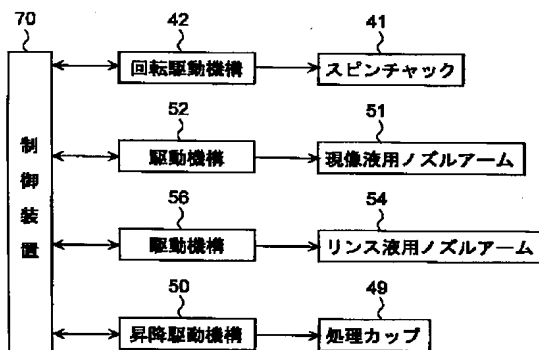 70
42
41
回転駆動機構
スピンチャック
52
51
駆動機構
現像液用ノズルアーム
制御装置
56
54
駆動機構
リンス液用ノズルアーム
50
49
昇降駆動機構
処理カップ